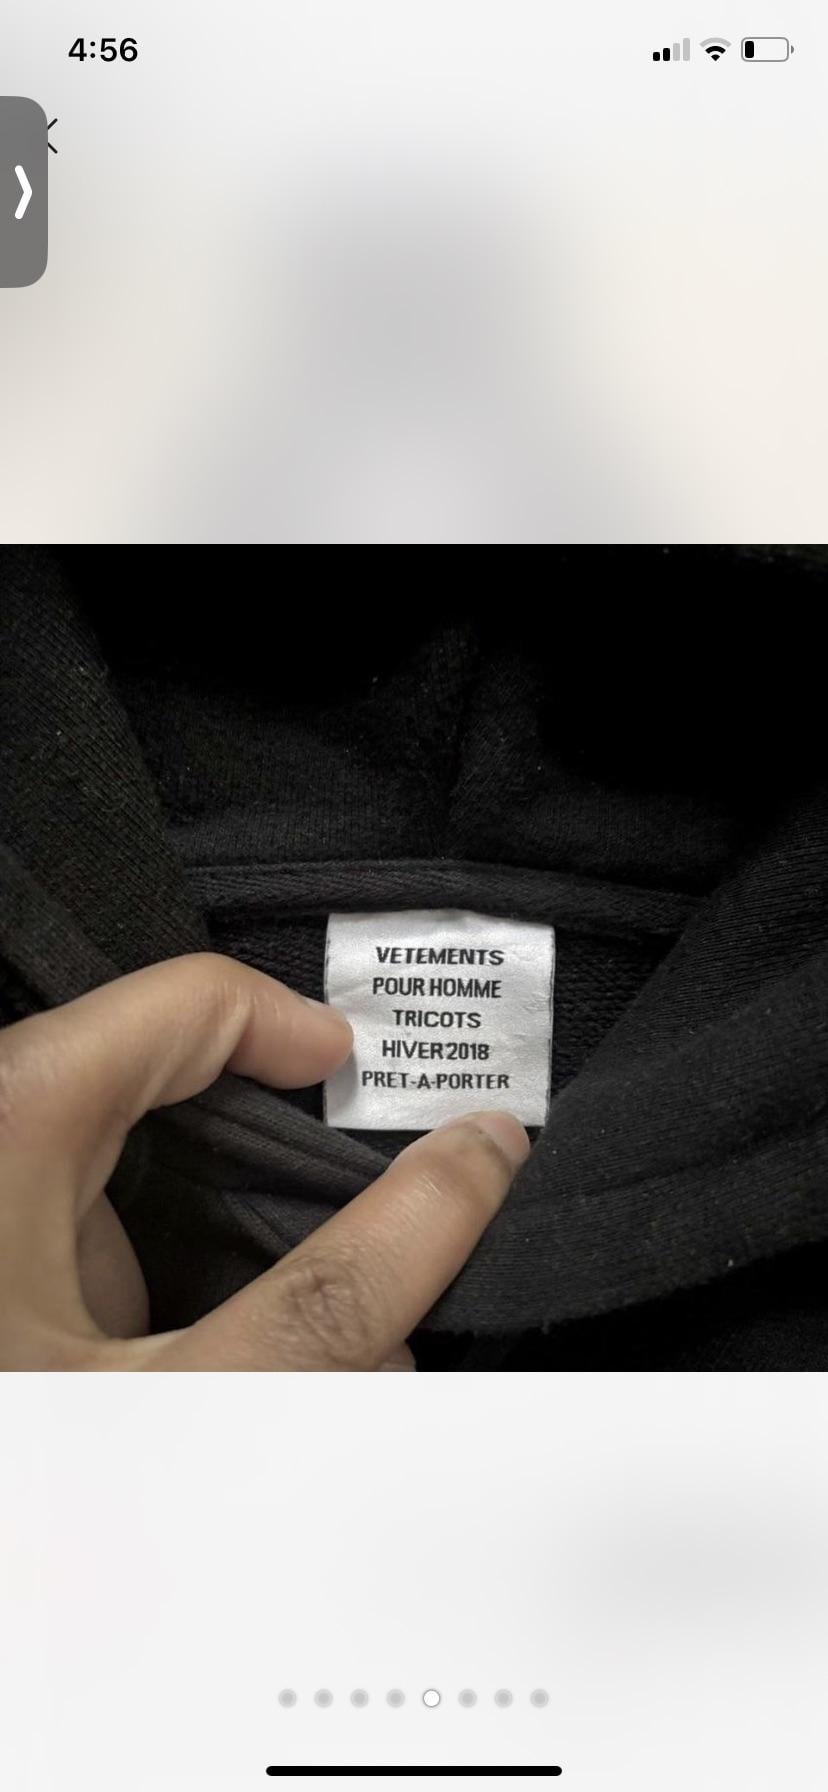 4:56
VETEMENTS
POUR HOMME
TRICOTS
HIVER 2018
PRET-A-PORTER